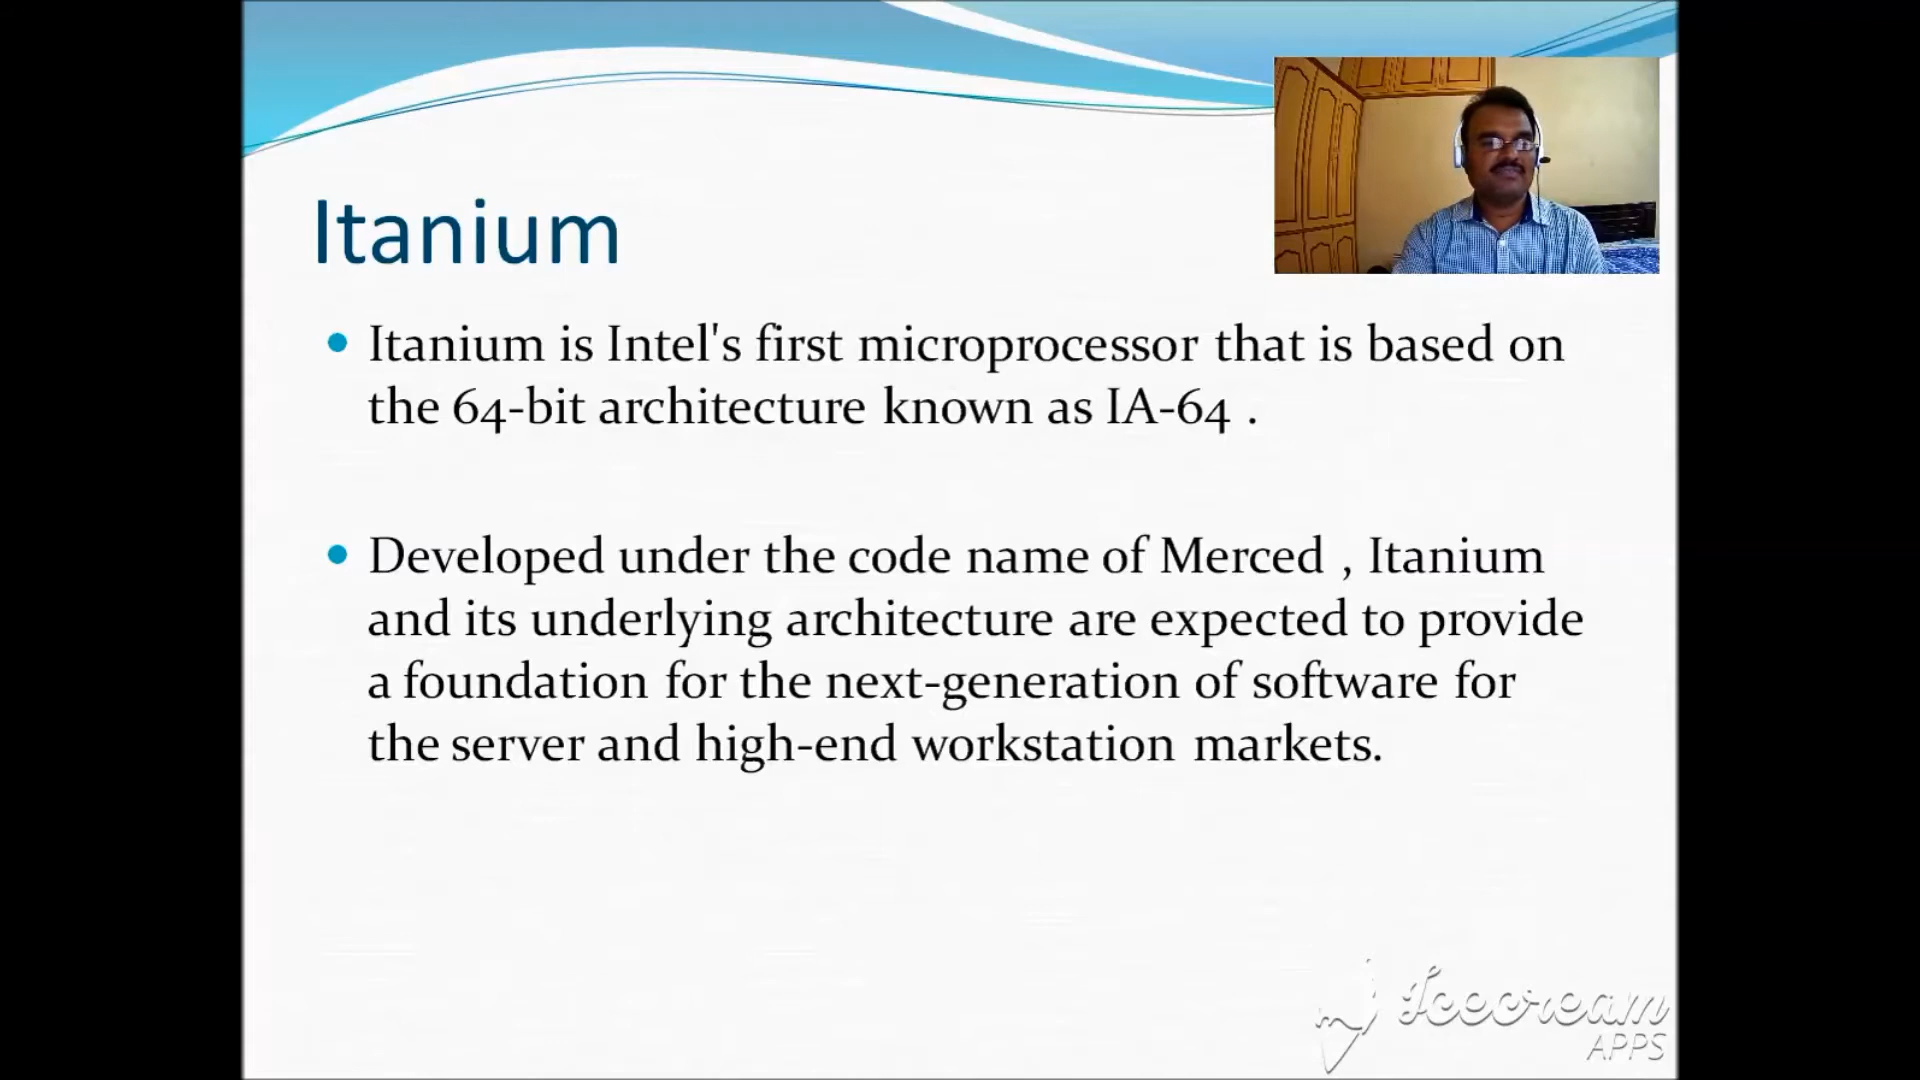 Itanium
Itanium is Intel's first microprocessor that is based on
the 64-bit architecture known as IA-64 .
Developed under the code name of Merced , Itanium
and its underlying architecture are expected to provide
a foundation for the next-generation of software for
the server and high-end workstation markets.
Icecream
APPS